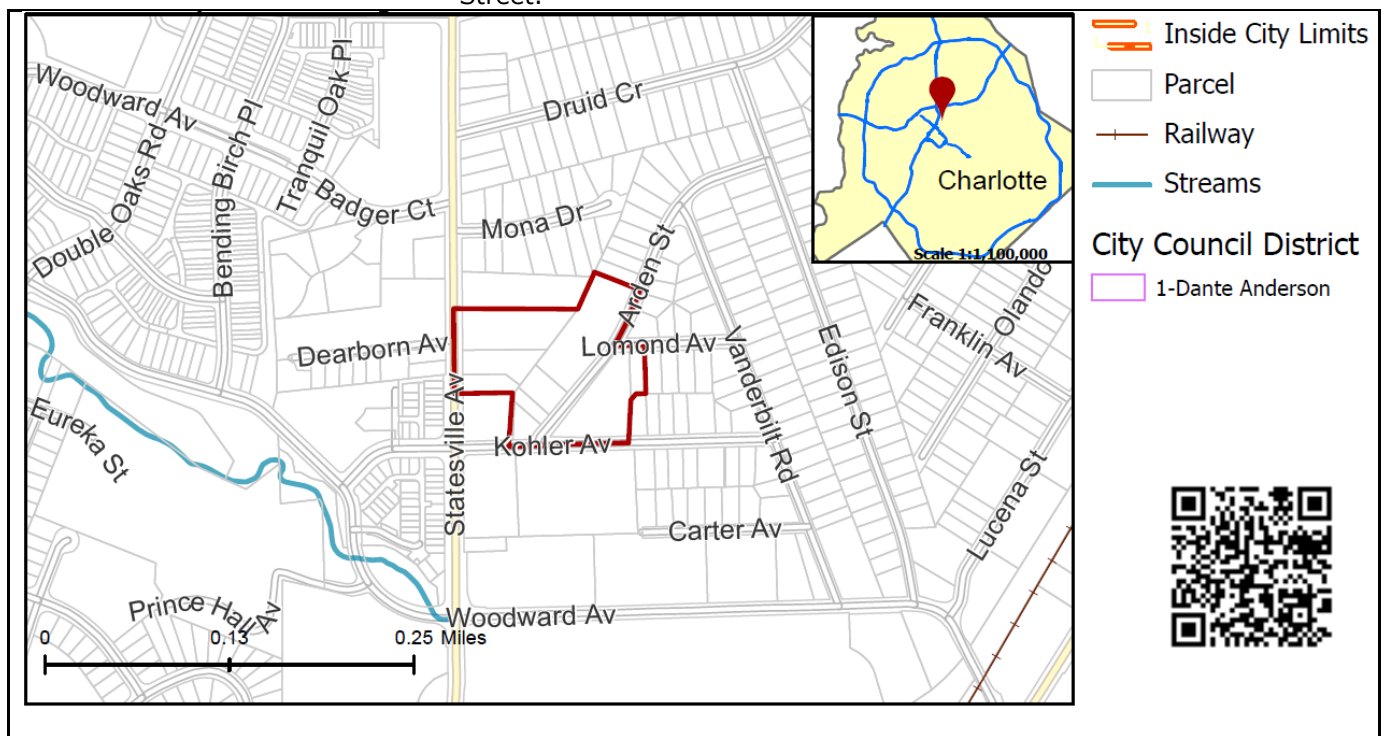 Street.
Woodward Av
Double Oaks Rd
Bending Birch Pl
Tranquil Oak Pl
Badger Ct
Druid Cr
Mona Dr
Arden St
Dearborn Av
Lomond Av
Vanderbilt Rd
Edison St
Franklin Av
Olando
Statesville Av
Kohler Av
Eureka St
Carter Av
Lucena St
Prince Hall Av
Woodward Av
0 0.13 0.25 Miles
Charlotte
Scale 1:1,100,000
Inside City Limits
Parcel
Railway
Streams
City Council District
1-Dante Anderson